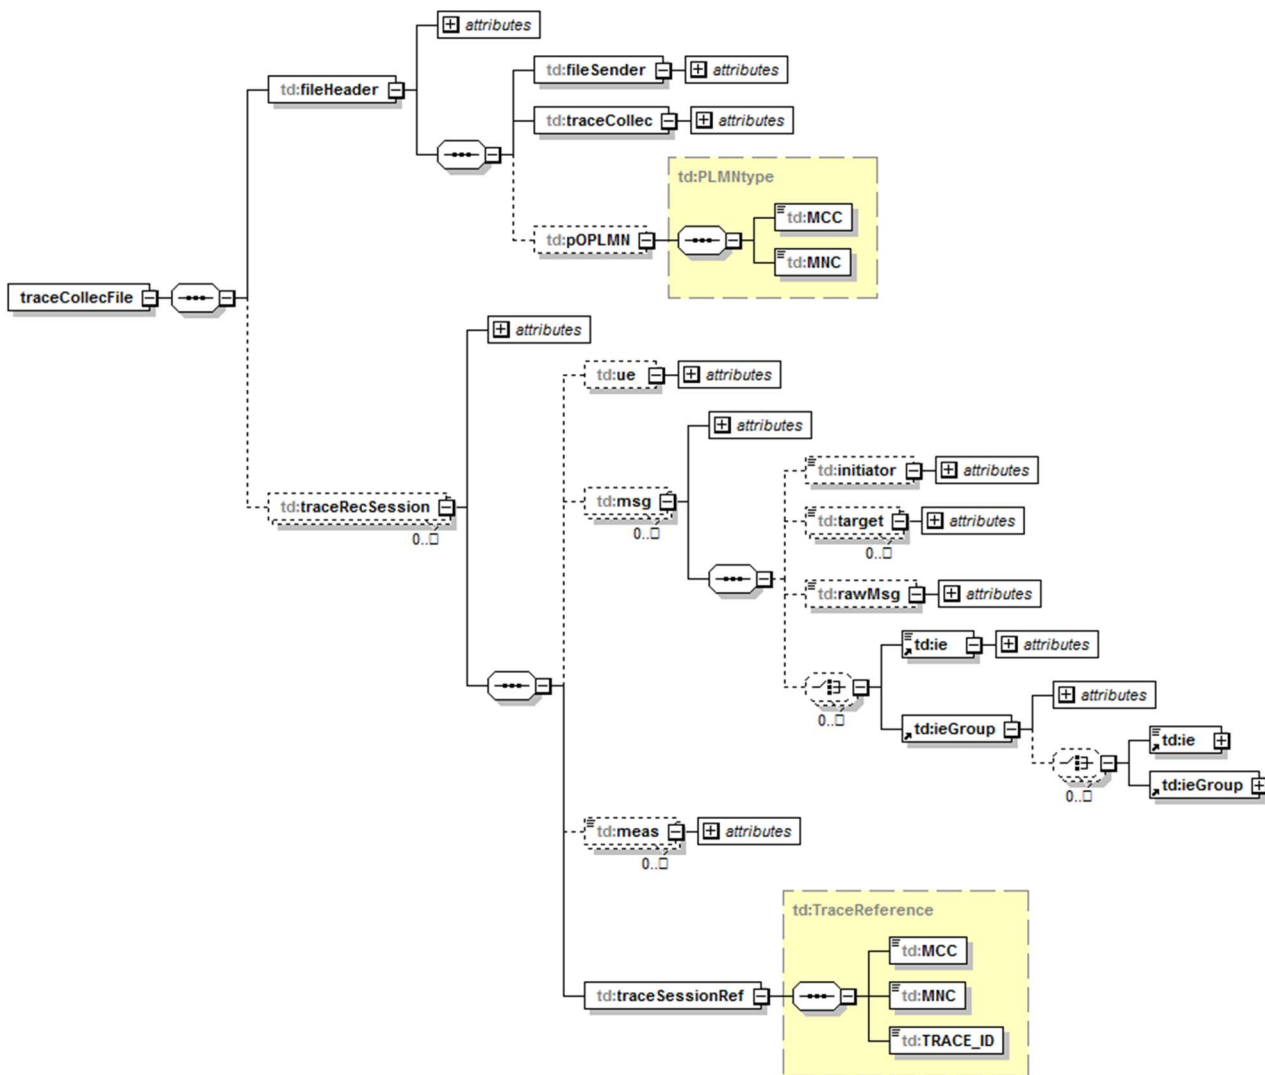 attributes
td:fileHeader
td:fileSender
attributes
td:traceCollec
attributes
td:PLMNtype
td:MCC
td:pOPLMN
td:MNC
traceCollecFile
attributes
td:ue
attributes
attributes
td:initiator
attributes
td:traceRecSession
0..□
td:msg
0..□
td:target
attributes
0..□
td:rawMsg
attributes
td:ie
attributes
0..□
td:ieGroup
attributes
td:ie
0..□
td:ieGroup
td:meas
attributes
0..□
td:TraceReference
td:MCC
td:traceSessionRef
td:MNC
td:TRACE_ID